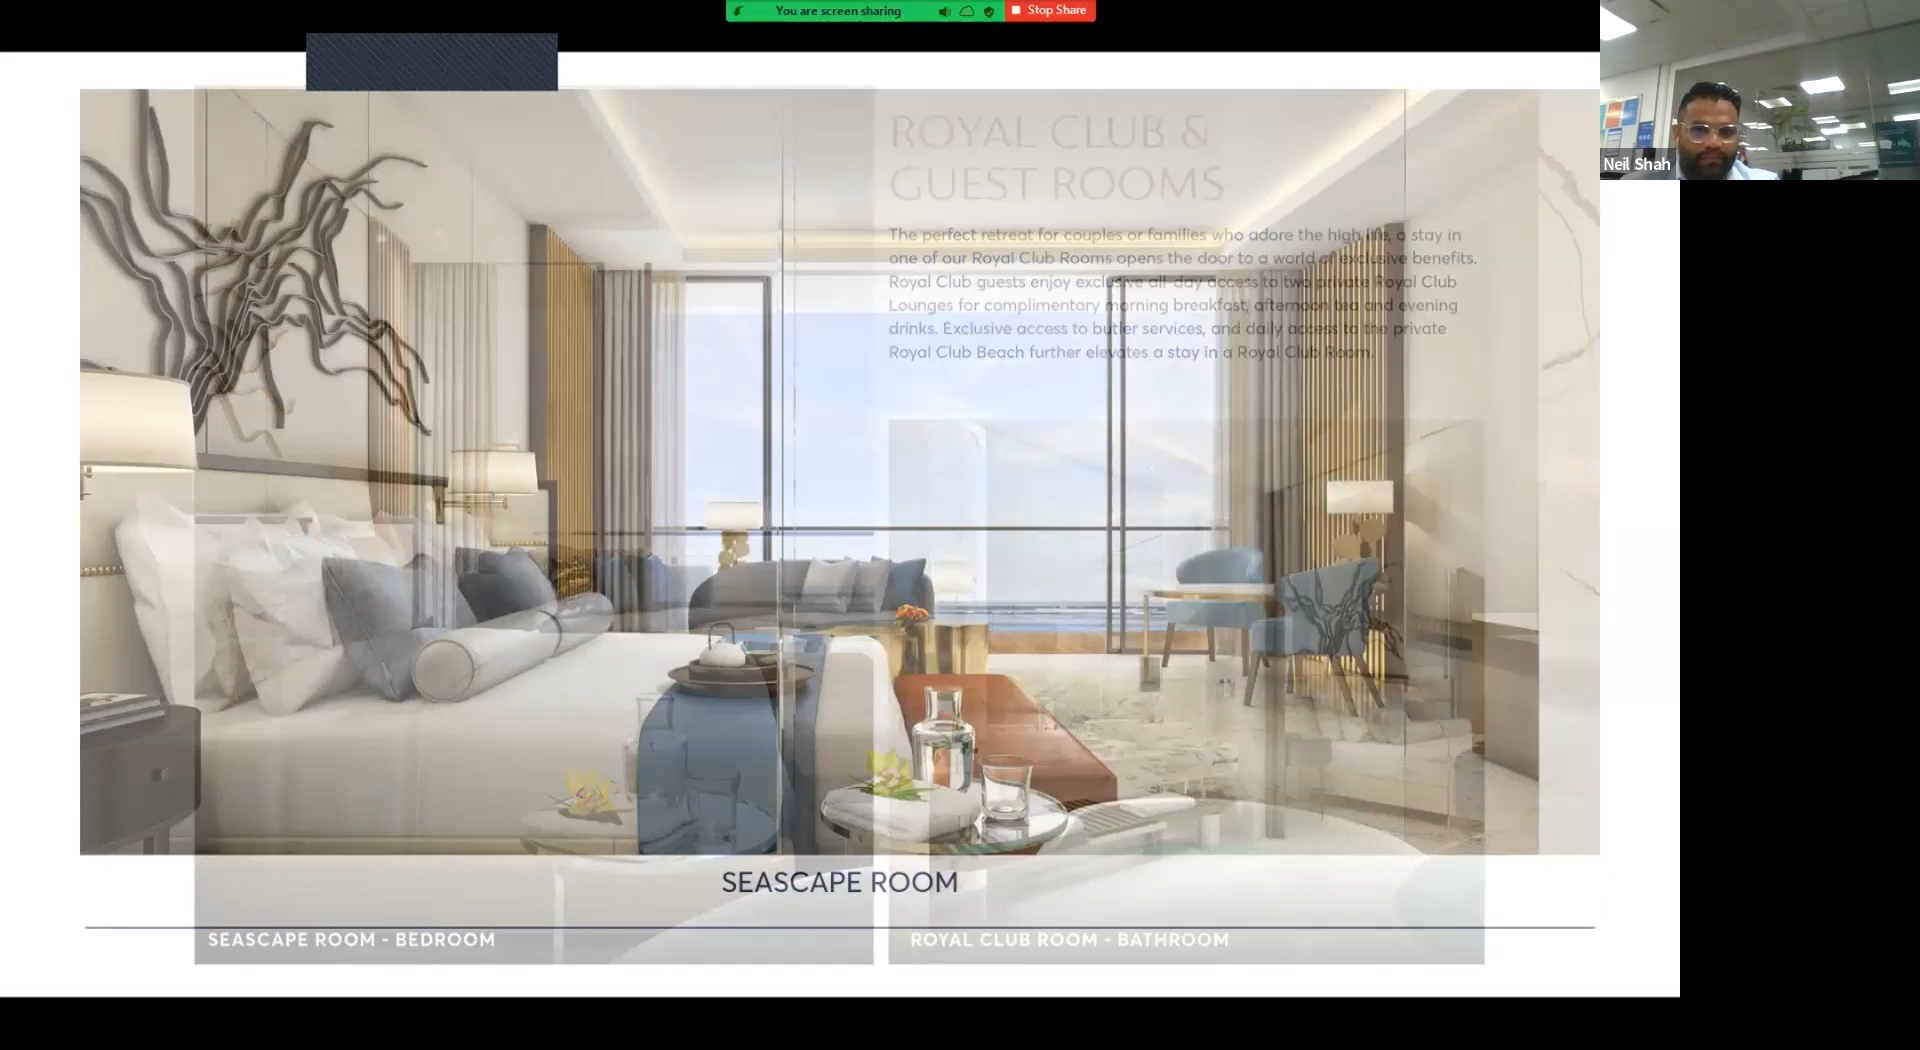 You are screen sharing
Stop Share
Neil Shah
ROYAL CLUB &
GUEST ROOMS
The perfect retreat for couples or families who adore the high life, a stay in
one of our Royal Club Rooms opens the door to a world of exclusive benefits.
Royal Club guests enjoy exclusive all-day access to two private Royal Club
Lounges for complimentary morning breakfast, afternoon tea and evening
drinks. Exclusive access to butler services, and daily access to the private
Royal Club Beach further elevates a stay in a Royal Club Room.
SEASCAPE ROOM
SEASCAPE ROOM - BEDROOM
ROYAL CLUB ROOM - BATHROOM